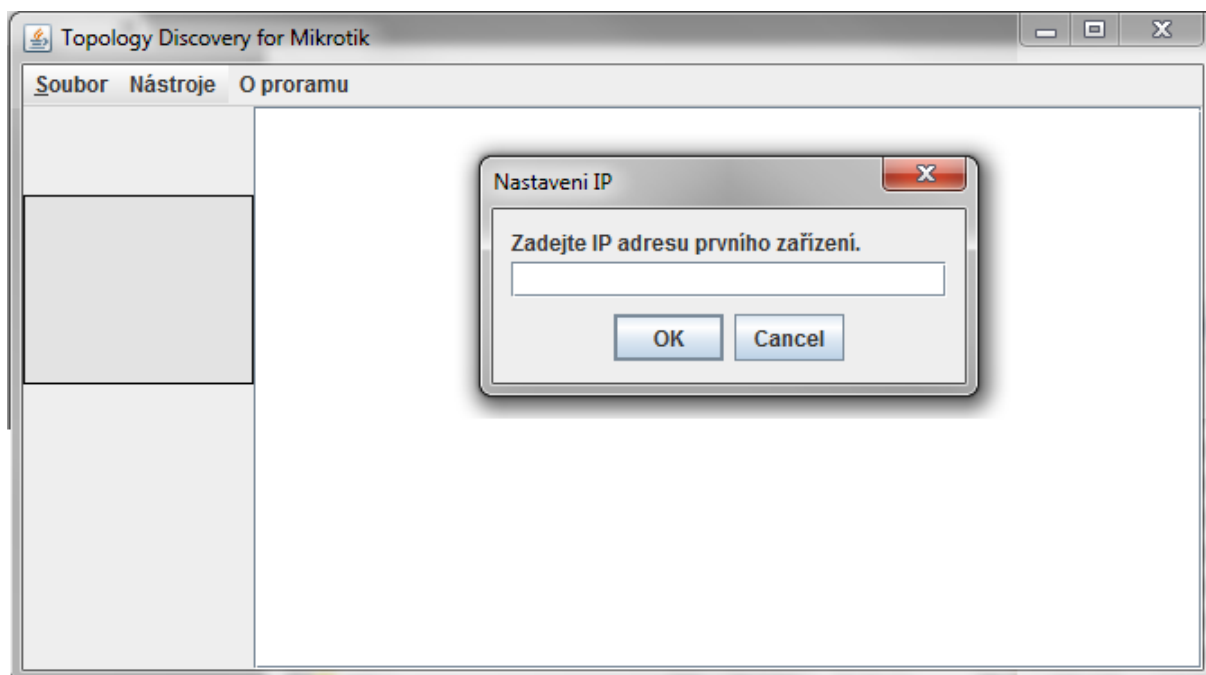 Topology Discovery for Mikrotik
Soubor Nástroje O proramu
Nastaveni IP
Zadejte IP adresu prvního zařízení.
OK Cancel